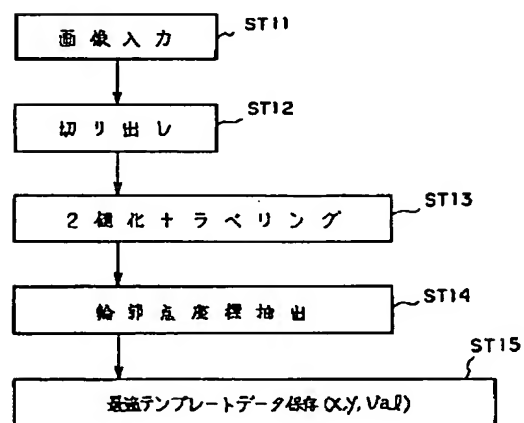 画像入力
ST11
切り出し
ST12
2値化+ラベリング
ST13
輪郭点座標抽出
ST14
最適テンプレートデータ保存(x,y,Val)
ST15